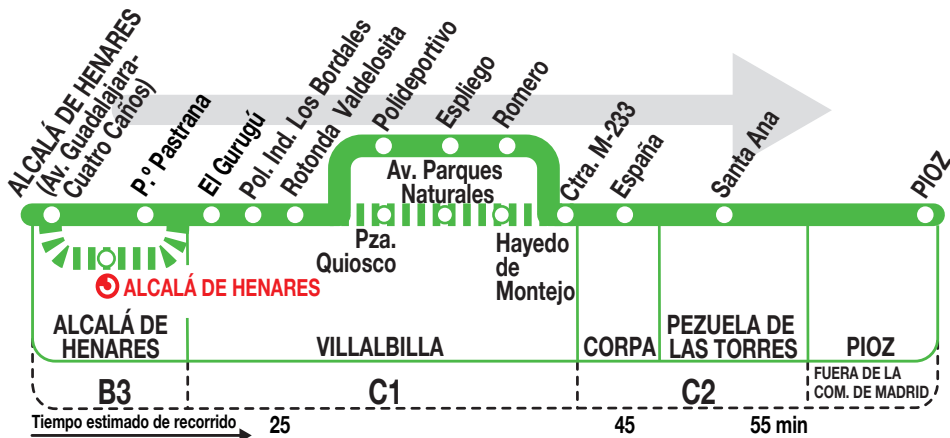 ALCALÁ DE HENARES
(Av. Guadalajara-
Cuatro Caños)
P.º Pastrana
El Gurugú
Pol. Ind. Los Bordales
Rotonda Valdelosita
Polideportivo
Espliego
Romero
Ctra. M-233
España
Santa Ana
PIOZ
Av. Parques
Naturales
Pza.
Quiosco
Hayedo
de
Montejo
ALCALÁ DE HENARES
ALCALÁ DE
HENARES
VILLALBILLA
CORPA
PEZUELA DE
LAS TORRES
PIOZ
B3
C1
C2
FUERA DE LA
COM. DE MADRID
Tiempo estimado de recorrido
25
45
55 min